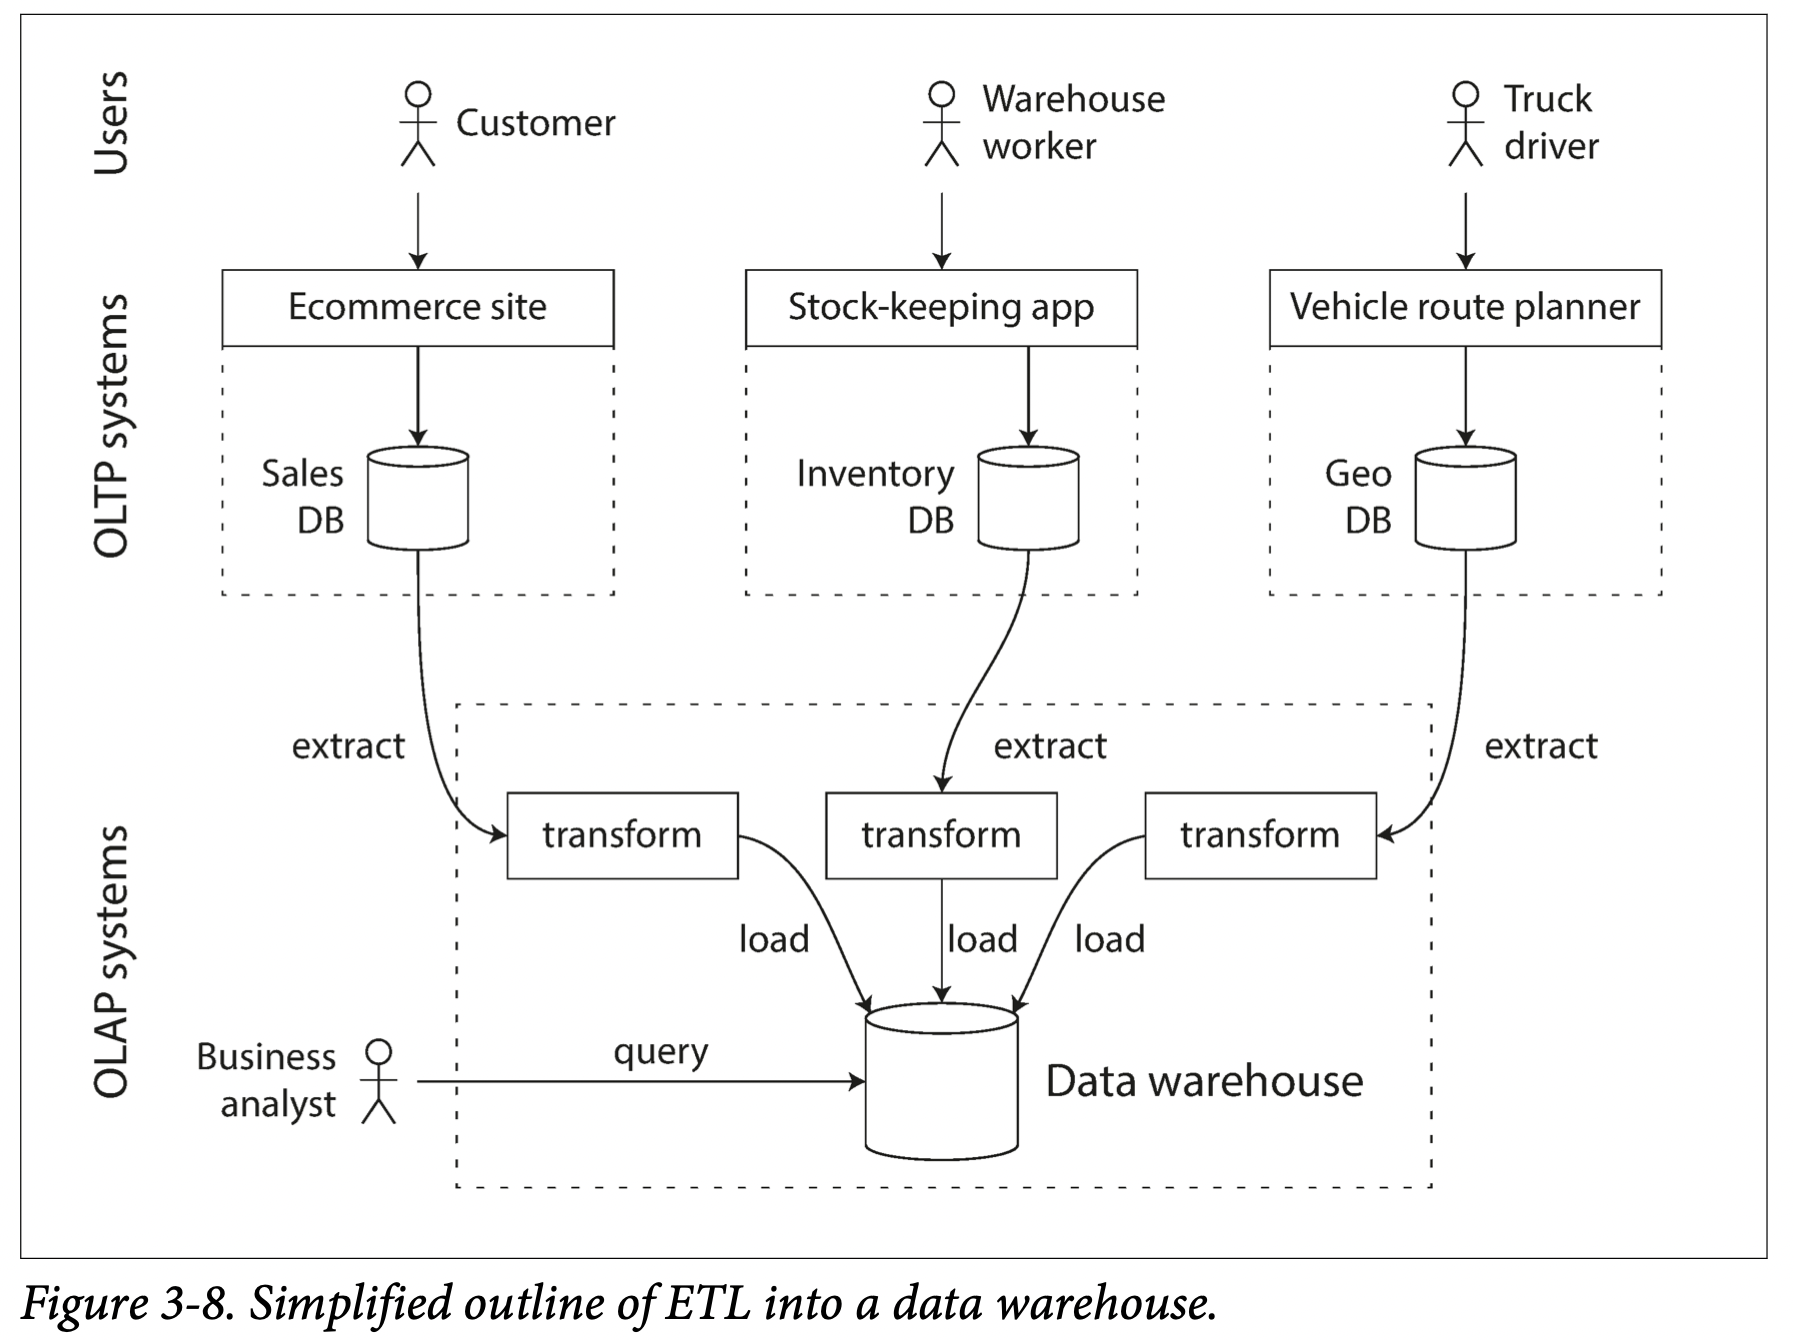 Users
Customer
Warehouse
worker
Truck
driver
OLTP systems
Ecommerce site
Stock-keeping app
Vehicle route planner
Sales
DB
Inventory
DB
Geo
DB
OLAP systems
extract
extract
extract
transform
transform
transform
load
load
load
Business
analyst
query
Data warehouse
Figure 3-8. Simplified outline of ETL into a data warehouse.